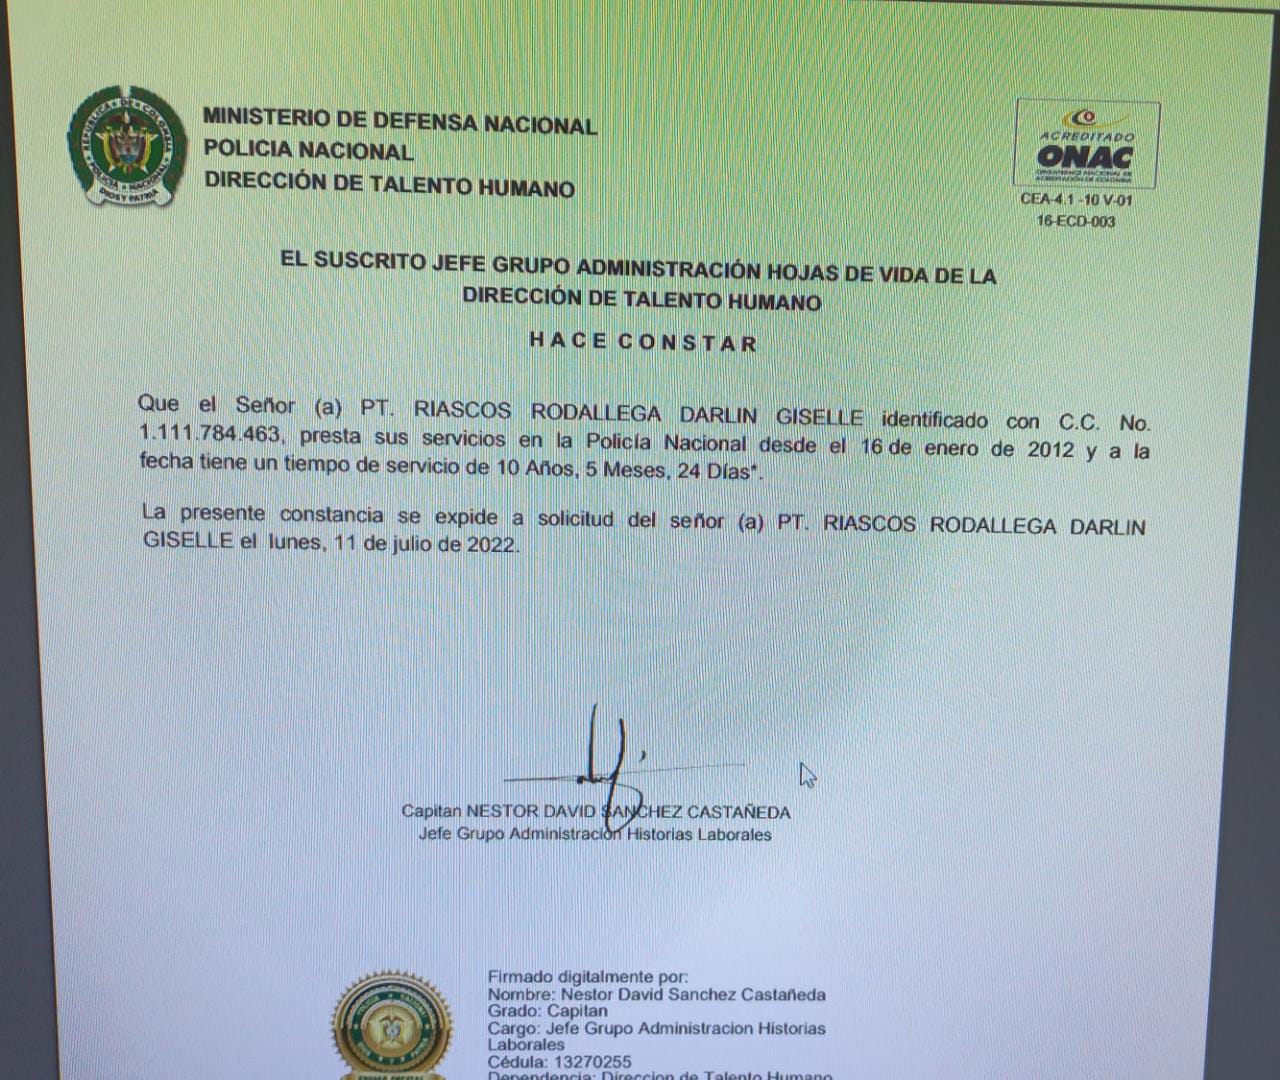 MINISTERIO DE DEFENSA NACIONAL
POLICIA NACIONAL
DIRECCIÓN DE TALENTO HUMANO
REPUBLICA DE COLOMBIA
POLICIA NACIONAL
DIOS Y PATRIA
ACREDITADO
ONAC
ORGANISMO NACIONAL DE
ACREDITACIÓN DE COLOMBIA
CEA-4.1 -10 V-01
16-ECD-003
EL SUSCRITO JEFE GRUPO ADMINISTRACIÓN HOJAS DE VIDA DE LA
DIRECCIÓN DE TALENTO HUMANO
H A C E C O N S T A R
Que el Señor (a) PT. RIASCOS RODALLEGA DARLIN GISELLE identificado con C.C. No.
1.111.784.463, presta sus servicios en la Policía Nacional desde el 16 de enero de 2012 y a la
fecha tiene un tiempo de servicio de 10 Años, 5 Meses, 24 Días*.
La presente constancia se expide a solicitud del señor (a) PT. RIASCOS RODALLEGA DARLIN
GISELLE el lunes, 11 de julio de 2022.
Capitan NESTOR DAVID SANCHEZ CASTAÑEDA
Jefe Grupo Administración Historias Laborales
Firmado digitalmente por:
Nombre: Nestor David Sanchez Castañeda
Grado: Capitan
Cargo: Jefe Grupo Administracion Historias
Laborales
Cédula: 13270255
Dependencia: Direccion de Talento Humano